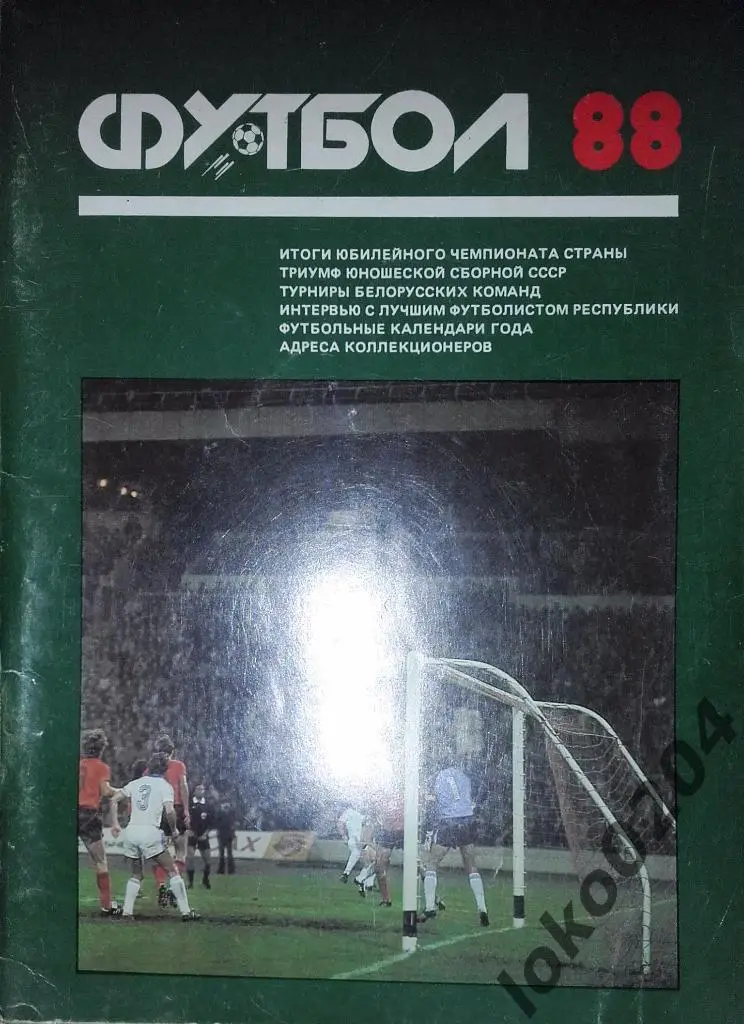 ФУТБОЛ 88
ИТОГИ ЮБИЛЕЙНОГО ЧЕМПИОНАТА СТРАНЫ
ТРИУМФ ЮНОШЕСКОЙ СБОРНОЙ СССР
ТУРНИРЫ БЕЛОРУССКИХ КОМАНД
ИНТЕРВЬЮ С ЛУЧШИМ ФУТБОЛИСТОМ РЕСПУБЛИКИ
ФУТБОЛЬНЫЕ КАЛЕНДАРИ ГОДА
АДРЕСА КОЛЛЕКЦИОНЕРОВ
3
1
loko0204